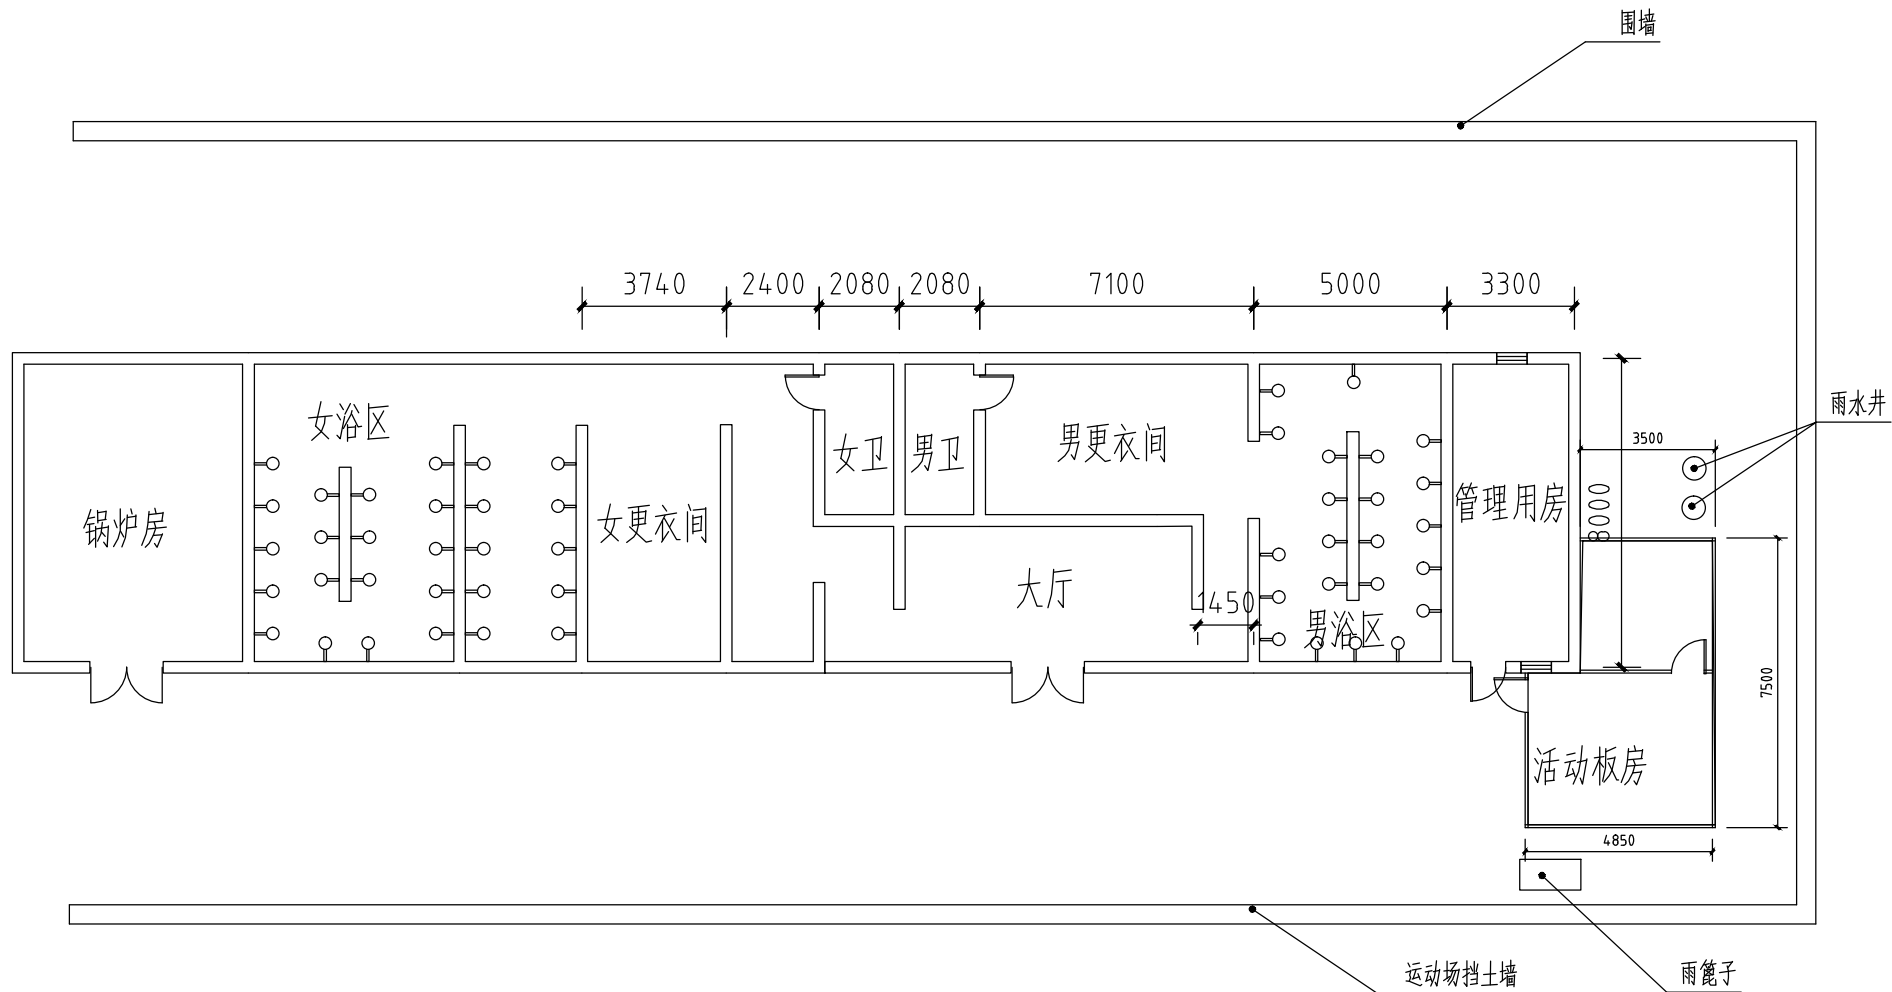 围墙
3740
2400
2080
2080
7100
5000
3300
雨水井
3500
女浴区
女卫
男卫
男更衣间
管理用房
8000
锅炉房
女更衣间
大厅
1450
男浴区
7500
活动板房
4850
运动场挡土墙
雨篦子